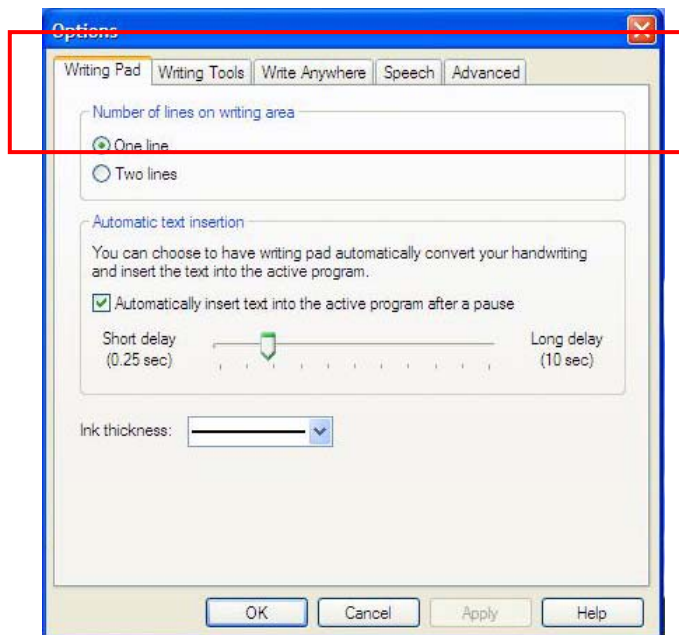 Options
Writing Pad Writing Tools Write Anywhere Speech Advanced
Number of lines on writing area
One line
Two lines
Automatic text insertion
You can choose to have writing pad automatically convert your handwriting
and insert the text into the active program.
Automatically insert text into the active program after a pause
Short delay Long delay
(0.25 sec) (10 sec)
Ink thickness:
OK Cancel Apply Help